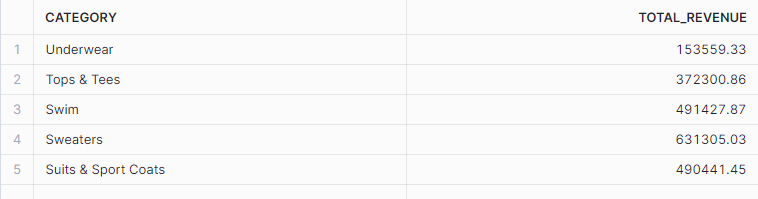 CATEGORY TOTAL_REVENUE
1 Underwear 153559.33
2 Tops & Tees 372300.86
3 Swim 491427.87
4 Sweaters 631305.03
5 Suits & Sport Coats 490441.45